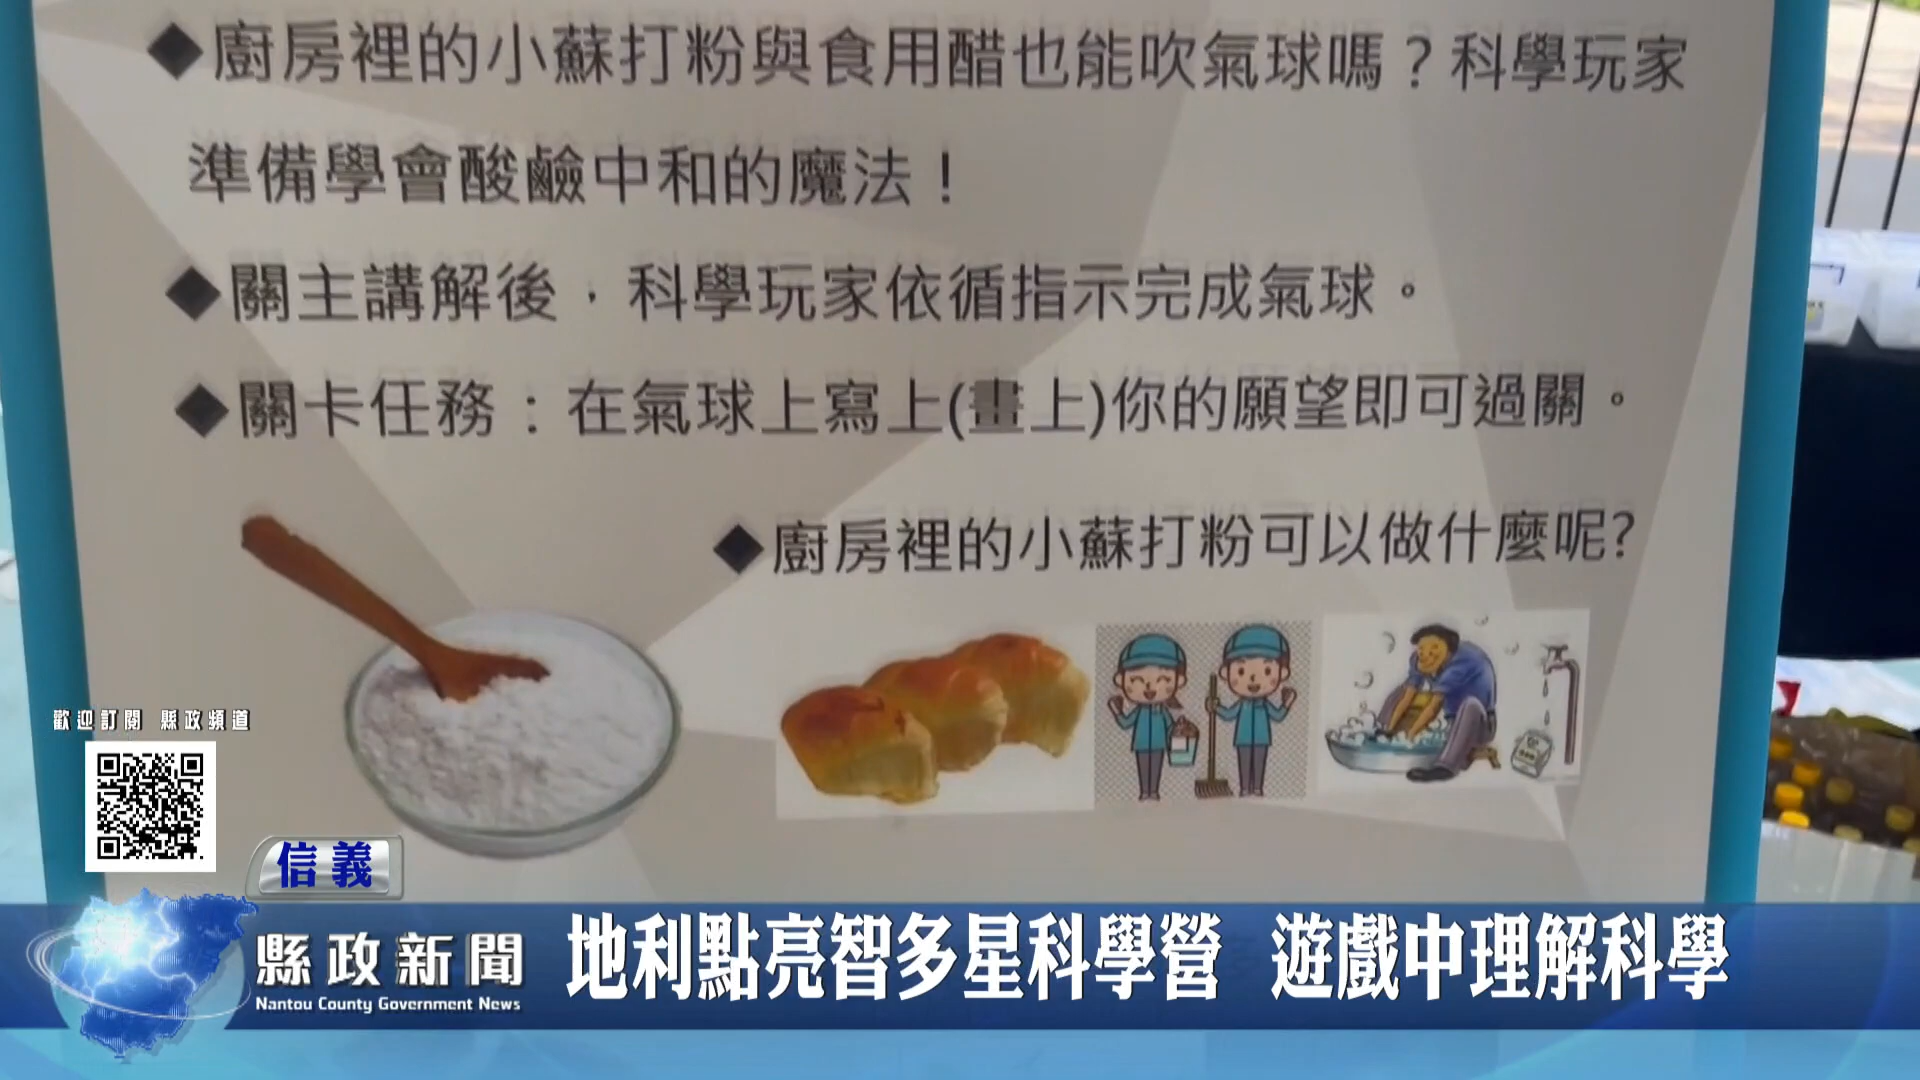 ◆廚房裡的小蘇打粉與食用醋也能吹氣球嗎？科學玩家
準備學會酸鹼中和的魔法！
◆關主講解後，科學玩家依循指示完成氣球。
◆關卡任務：在氣球上寫上(畫上)你的願望即可過關。
◆廚房裡的小蘇打粉可以做什麼呢?
歡迎訂閱 縣政頻道
信義
縣政新聞
Nantou County Government News
地利點亮智多星科學營 遊戲中理解科學